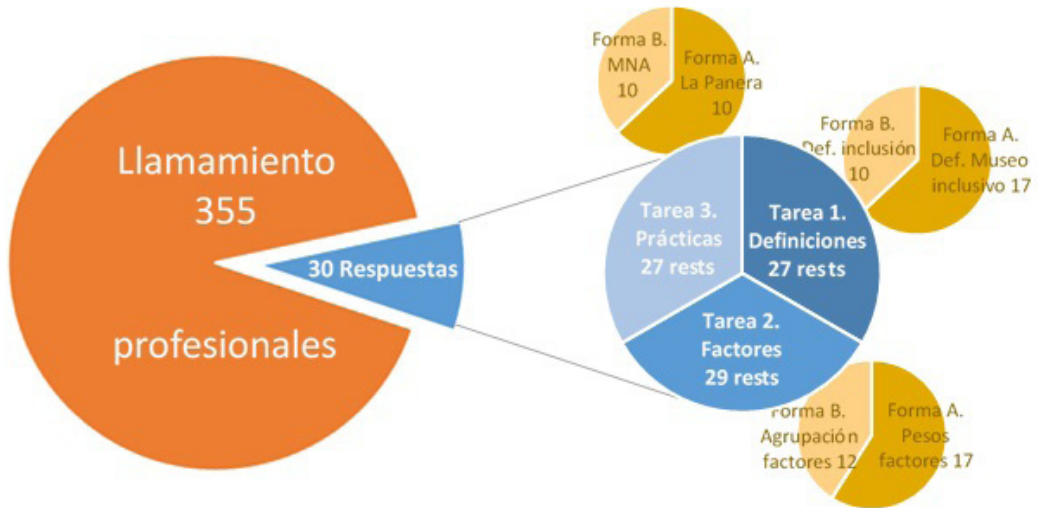 Llamamiento
355
profesionales
30 Respuestas
Forma B.
MNA
10
Forma A.
La Panera
10
Forma B.
Def. inclusión
10
Forma A.
Def. Museo
inclusivo 17
Tarea 3.
Prácticas
27 rests
Tarea 1.
Definiciones
27 rests
Tarea 2.
Factores
29 rests
Forma B.
Agrupación
factores 12
Forma A.
Pesos
factores 17